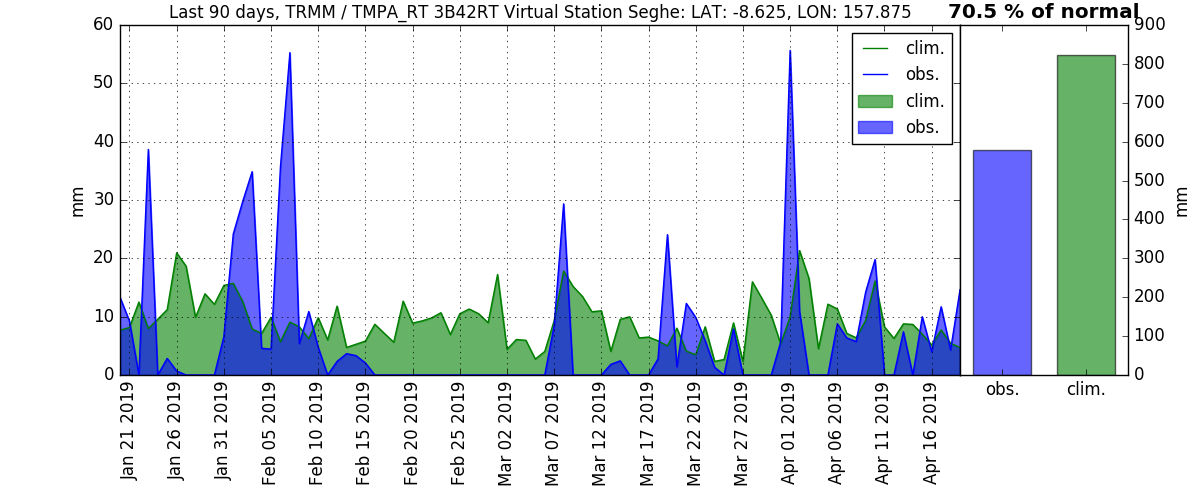 Last 90 days, TRMM / TMPA_RT 3B42RT Virtual Station Seghe: LAT: -8.625, LON: 157.875
70.5 % of normal
60
50
40
30
20
10
0
mm
clim.
obs.
clim.
obs.
900
800
700
600
500
400
300
200
100
0
mm
Jan 21 2019
Jan 26 2019
Jan 31 2019
Feb 05 2019
Feb 10 2019
Feb 15 2019
Feb 20 2019
Feb 25 2019
Mar 02 2019
Mar 07 2019
Mar 12 2019
Mar 17 2019
Mar 22 2019
Mar 27 2019
Apr 01 2019
Apr 06 2019
Apr 11 2019
Apr 16 2019
obs.
clim.